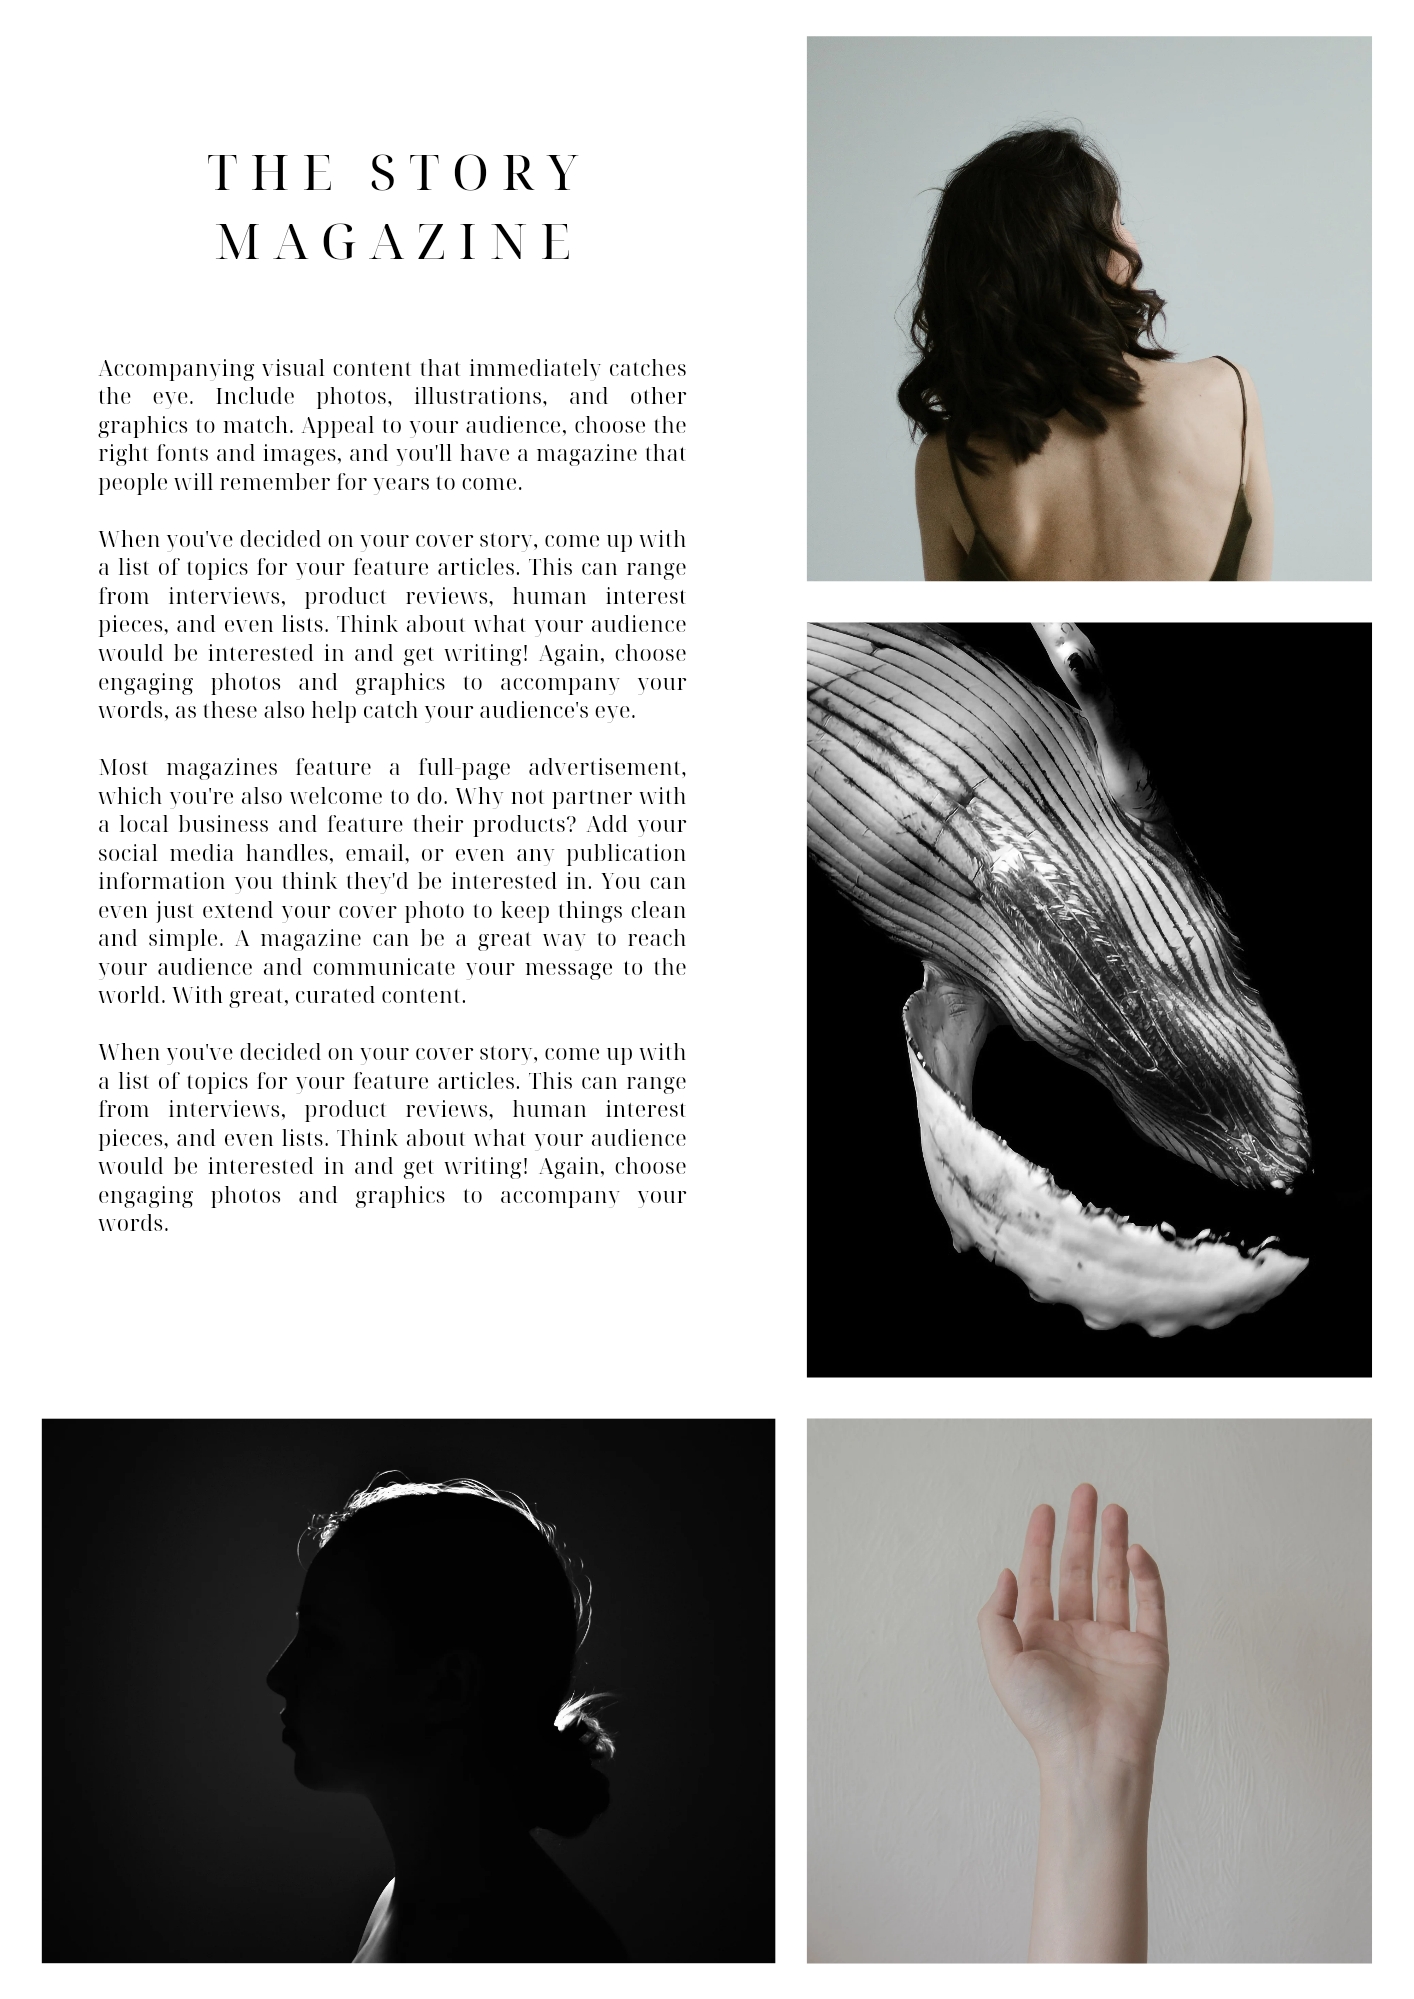 THE STORY
MAGAZINE
Accompanying visual content that immediately catches
the eye. Include photos, illustrations, and other
graphics to match. Appeal to your audience, choose the
right fonts and images, and you'll have a magazine that
people will remember for years to come.
When you've decided on your cover story, come up with
a list of topics for your feature articles. This can range
from interviews, product reviews, human interest
pieces, and even lists. Think about what your audience
would be interested in and get writing! Again, choose
engaging photos and graphics to accompany your
words, as these also help catch your audience's eye.
Most magazines feature a full-page advertisement,
which you're also welcome to do. Why not partner with
a local business and feature their products? Add your
social media handles, email, or even any publication
information you think they'd be interested in. You can
even just extend your cover photo to keep things clean
and simple. A magazine can be a great way to reach
your audience and communicate your message to the
world. With great, curated content.
When you've decided on your cover story, come up with
a list of topics for your feature articles. This can range
from interviews, product reviews, human interest
pieces, and even lists. Think about what your audience
would be interested in and get writing! Again, choose
engaging photos and graphics to accompany your
words.